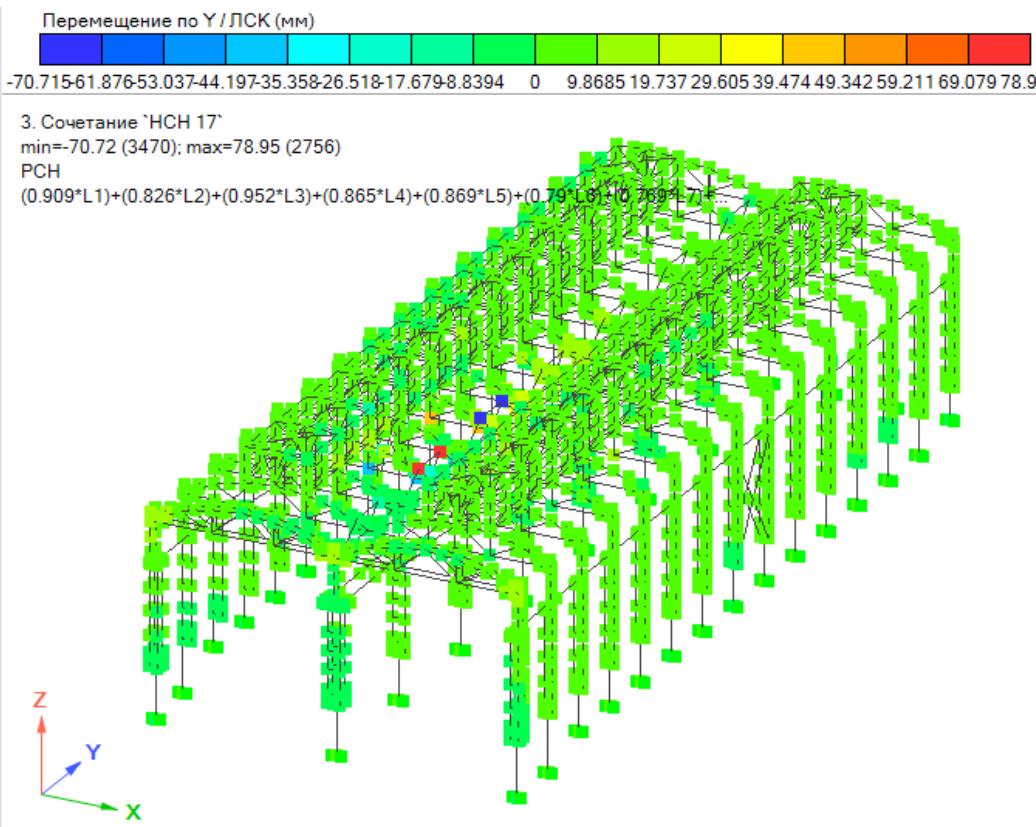 Перемещение по Y / ЛСК (мм)
-70.715-61.876-53.037-44.197-35.358-26.518-17.679-8.8394 0 9.8685 19.737 29.605 39.474 49.342 59.211 69.079 78.9
3. Сочетание `НСН 17`
min=-70.72 (3470); max=78.95 (2756)
РСН
(0.909*L1)+(0.826*L2)+(0.952*L3)+(0.865*L4)+(0.869*L5)+(0.79*L6)+(0.769*L7)+...
Z
Y
X